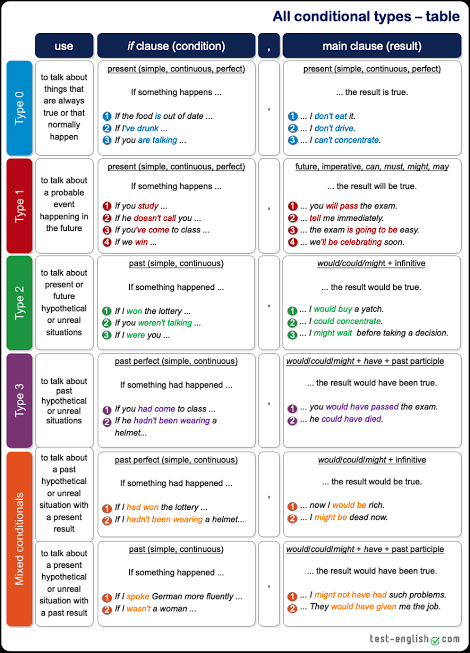 All conditional types – table
use
if clause (condition)
,
main clause (result)
Type 0
to talk about
things that
are always
true or that
normally
happen
present (simple, continuous, perfect)
If something happens ...
1 If the food is out of date ...
2 If I've drunk ...
3 If you are talking ...
,
present (simple, continuous, perfect)
... the result is true.
1 ... I don't eat it.
2 ... I don't drive.
3 ... I can't concentrate.
Type 1
to talk about
a probable
event
happening in
the future
present (simple, continuous, perfect)
If something happens ...
1 If you study ...
2 If he doesn't call you ...
3 If you've come to class ...
4 If we win ...
,
future, imperative, can, must, might, may
... the result will be true.
1 ... you will pass the exam.
2 ... tell me immediately.
3 ... the exam is going to be easy.
4 ... we'll be celebrating soon.
Type 2
to talk about
present or
future
hypothetical
or unreal
situations
past (simple, continuous)
If something happened ...
1 If I won the lottery ...
2 If you weren't talking ...
3 If I were you ...
,
would/could/might + infinitive
... the result would be true.
1 ... I would buy a yatch.
2 ... I could concentrate.
3 ... I might wait before taking a decision.
Type 3
to talk about
past
hypothetical
or unreal
situations
past perfect (simple, continuous)
If something had happened ...
1 If you had come to class ...
2 If he hadn't been wearing a
helmet...
,
would/could/might + have + past participle
... the result would have been true.
1 ... you would have passed the exam.
2 ... he could have died.
Mixed conditionals
to talk about
a past
hypothetical
or unreal
situation with
a present
result
past perfect (simple, continuous)
If something had happened ...
1 If I had won the lottery ...
2 If I hadn't been wearing a helmet...
,
would/could/might + infinitive
... the result would be true.
1 ... now I would be rich.
2 ... I might be dead now.
to talk about
a present
hypothetical
or unreal
situation with
a past result
past (simple, continuous)
If something happened ...
1 If I spoke German more fluently ...
2 If I wasn't a woman ...
,
would/could/might + have + past participle
... the result would have been true.
1 ... I mignt not have had such problems.
2 ... They would have given me the job.
test-english.com